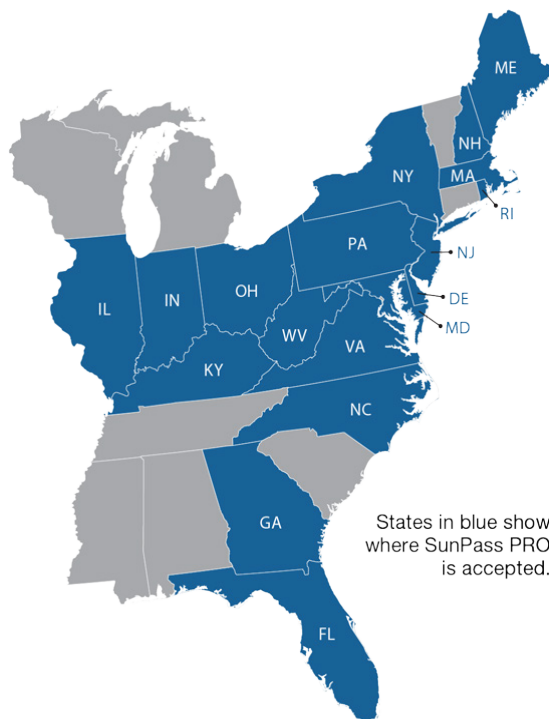 ME
NH
NY
MA
RI
PA
NJ
OH
IL
IN
DE
WV
MD
VA
KY
NC
GA
States in blue show
where SunPass PRO
is accepted.
FL